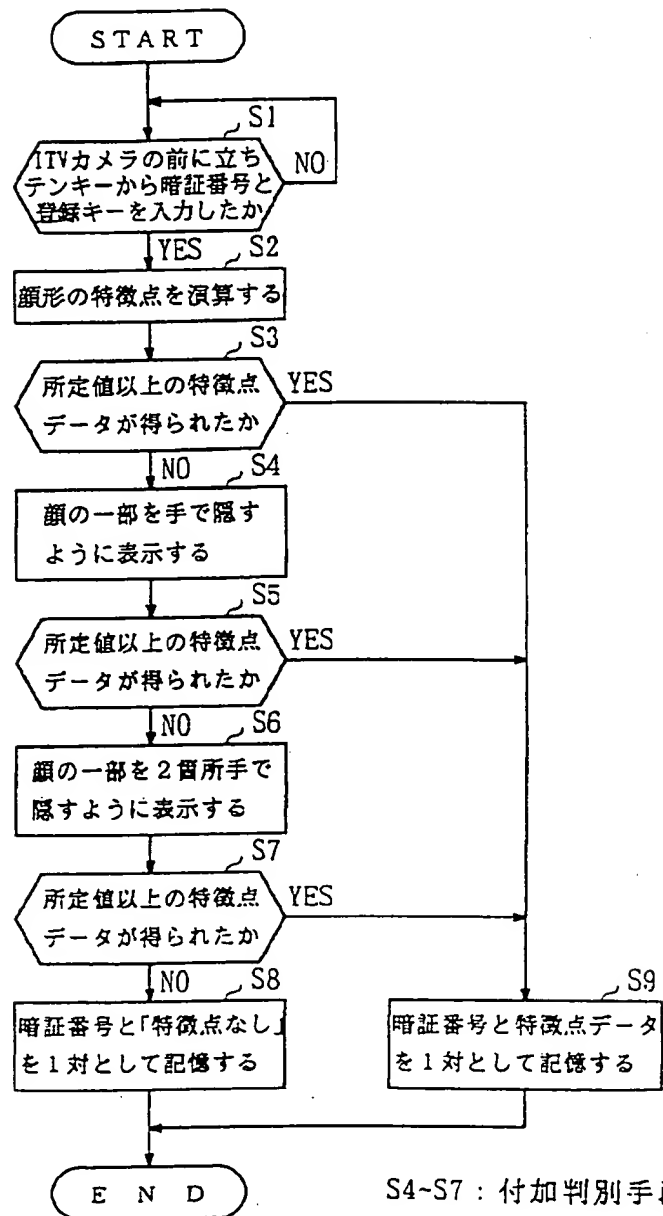 START
S1
ITVカメラの前に立ち
テンキーから暗証番号と
登録キーを入力したか
NO
YES
S2
顔形の特徴点を演算する
S3
所定値以上の特徴点
データが得られたか
YES
NO
S4
顔の一部を手で隠す
ように表示する
S5
所定値以上の特徴点
データが得られたか
YES
NO
S6
顔の一部を2箇所手で
隠すように表示する
S7
所定値以上の特徴点
データが得られたか
YES
NO
S8
暗証番号と「特徴点なし」
を1対として記憶する
S9
暗証番号と特徴点データ
を1対として記憶する
END
S4~S7:付加判別手